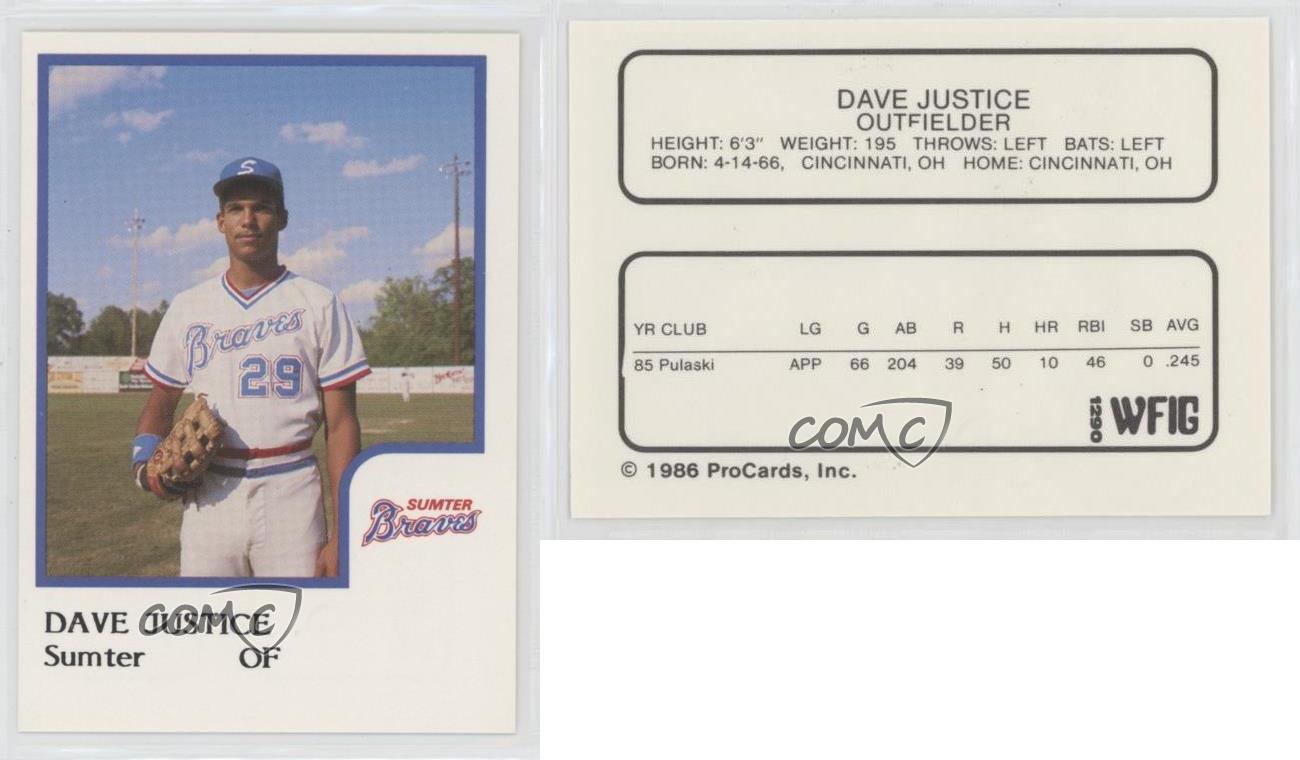 S
Braves
29
SUMTER
Braves
DAVE JUSTICE
Sumter OF
COMC
DAVE JUSTICE
OUTFIELDER
HEIGHT: 6'3" WEIGHT: 195 THROWS: LEFT BATS: LEFT
BORN: 4-14-66, CINCINNATI, OH HOME: CINCINNATI, OH
YR CLUB LG G AB R H HR RBI SB AVG
85 Pulaski APP 66 204 39 50 10 46 0 .245
1290 WFIG
COMC
© 1986 ProCards, Inc.